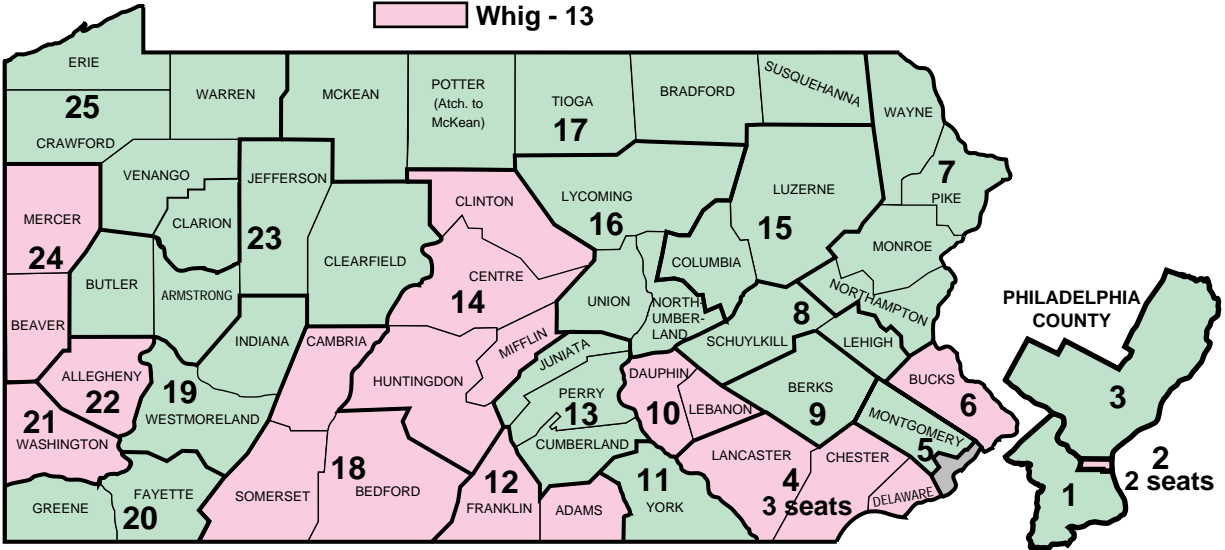 Whig - 13
ERIE
25
CRAWFORD
WARREN
MCKEAN
POTTER
(Atch. to
McKean)
TIOGA
17
BRADFORD
SUSQUEHANNA
WAYNE
7
PIKE
VENANGO
CLARION
JEFFERSON
23
CLEARFIELD
CLINTON
CENTRE
14
LYCOMING
16
LUZERNE
15
COLUMBIA
MONROE
MERCER
24
BEAVER
BUTLER
ARMSTRONG
INDIANA
CAMBRIA
HUNTINGDON
MIFFLIN
UNION
NORTH-
UMBER-
LAND
8
SCHUYLKILL
NORTHAMPTON
LEHIGH
JUNIATA
PERRY
13
CUMBERLAND
DAUPHIN
10
LEBANON
BERKS
9
BUCKS
6
MONTGOMERY
5
ALLEGHENY
22
21
WASHINGTON
19
WESTMORELAND
GREENE
FAYETTE
20
SOMERSET
18
BEDFORD
12
FRANKLIN
ADAMS
11
YORK
LANCASTER
4
3 seats
CHESTER
DELAWARE
PHILADELPHIA
COUNTY
3
2
2 seats
1